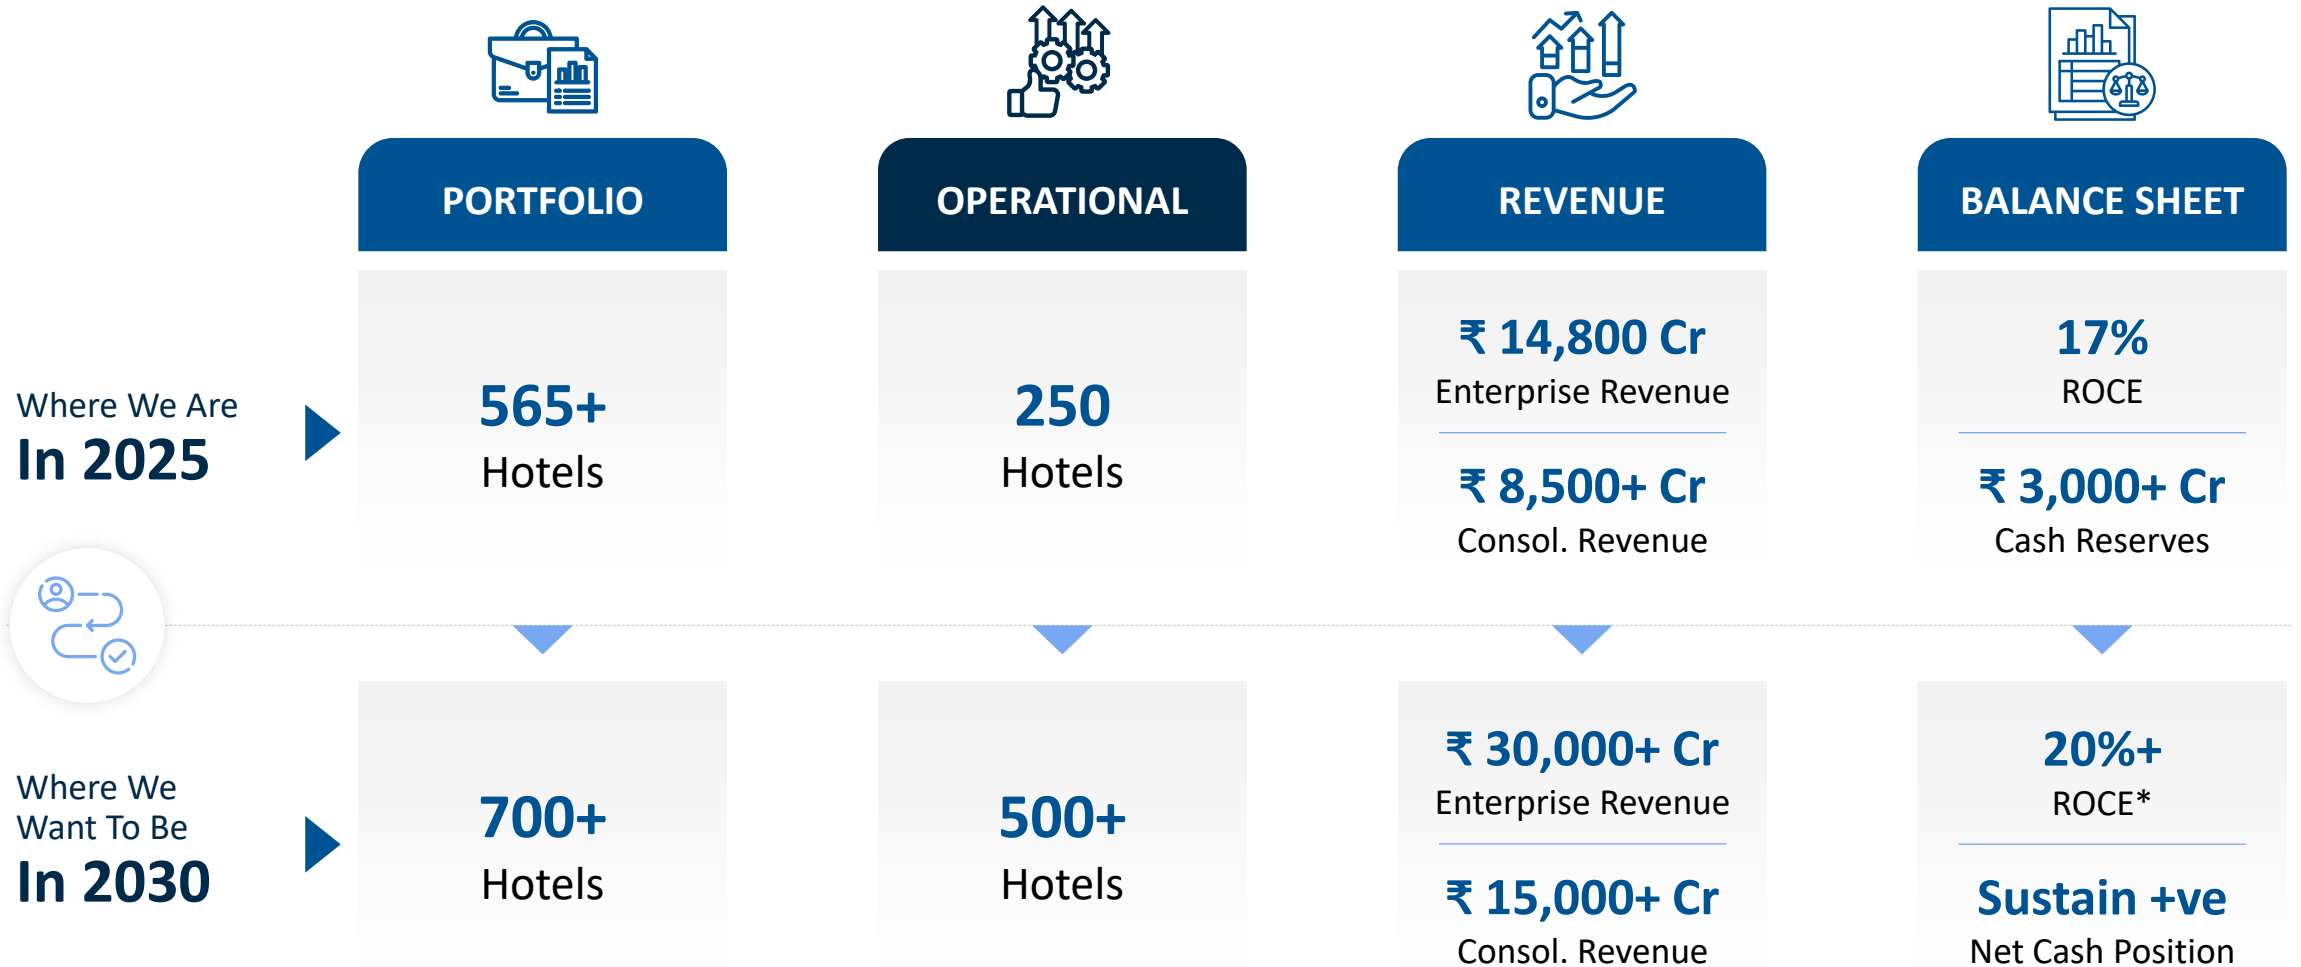 PORTFOLIO
OPERATIONAL
REVENUE
BALANCE SHEET
Where We Are
In 2025
565+
Hotels
250
Hotels
₹ 14,800 Cr
Enterprise Revenue
₹ 8,500+ Cr
Consol. Revenue
17%
ROCE
₹ 3,000+ Cr
Cash Reserves
Where We
Want To Be
In 2030
700+
Hotels
500+
Hotels
₹ 30,000+ Cr
Enterprise Revenue
₹ 15,000+ Cr
Consol. Revenue
20%+
ROCE*
Sustain +ve
Net Cash Position